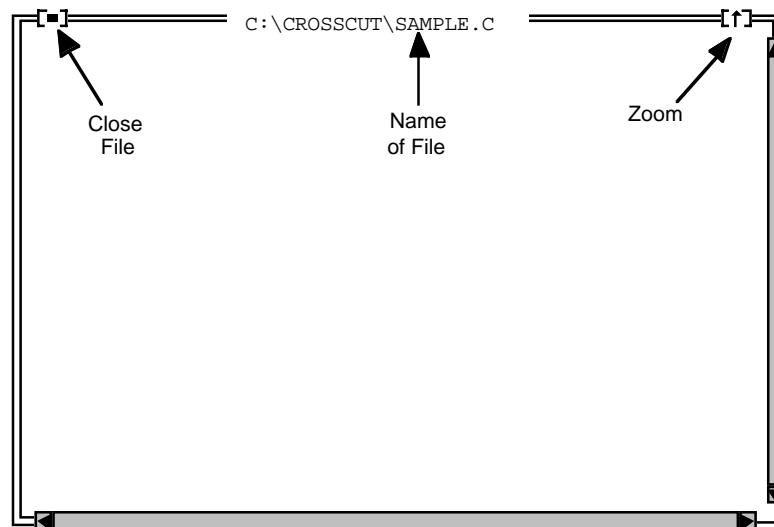 [■] C:\CROSSCUT\SAMPLE.C [↑]
Close
File
Name
of File
Zoom